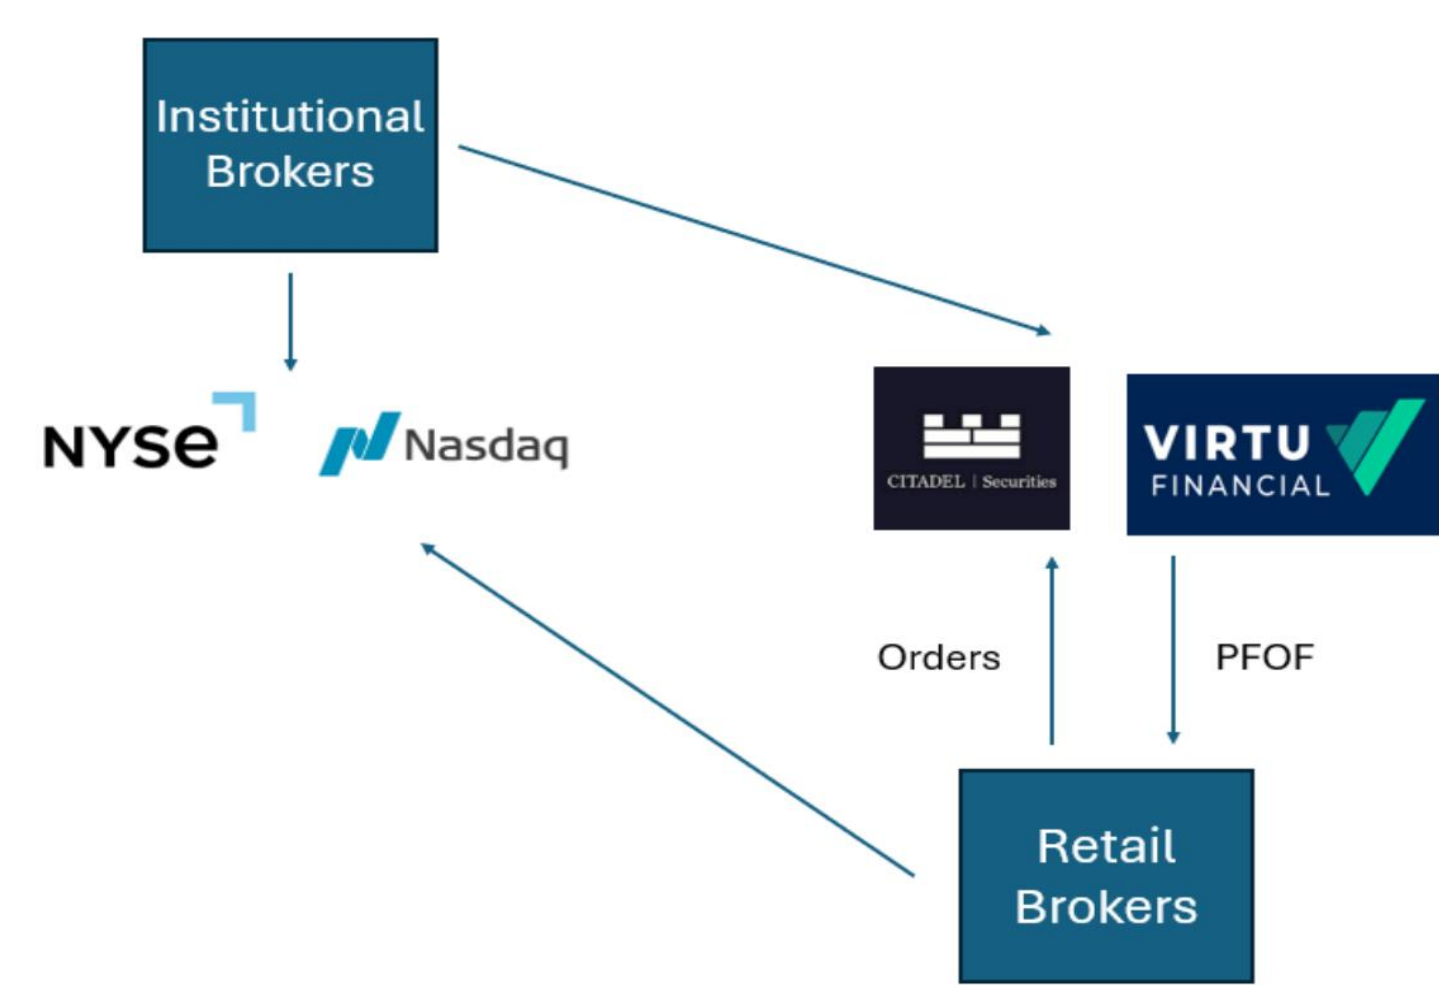 Institutional
Brokers
NYSE
Nasdaq
CITADEL | Securities
VIRTU
FINANCIAL
Orders
PFOF
Retail
Brokers